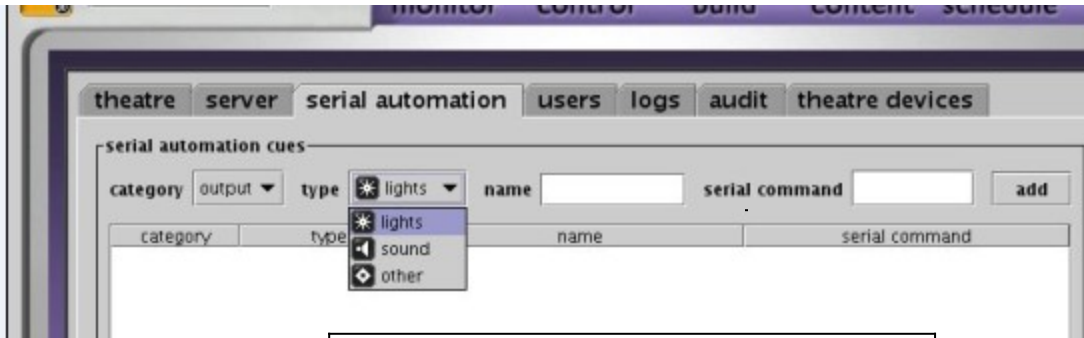 monitor control build content schedule
theatre server serial automation users logs audit theatre devices
serial automation cues
category output type lights name serial command add
category type name serial command
lights
sound
other